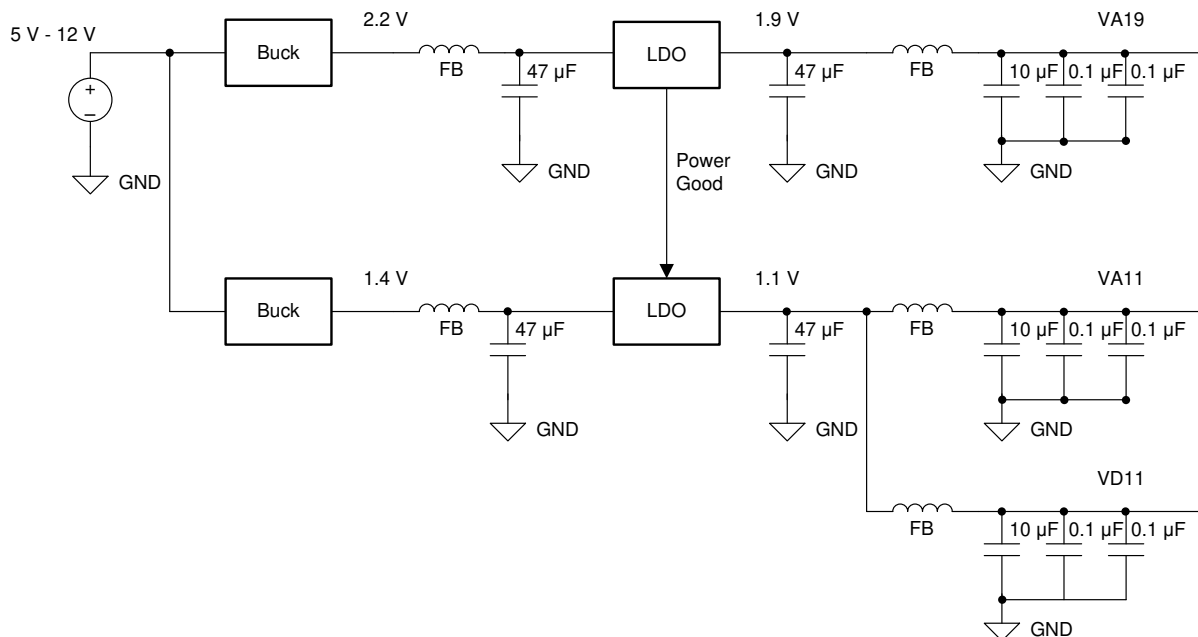 5 V - 12 V
2.2 V
1.9 V
VA19
Buck
LDO
FB
47 µF
47 µF
FB
10 µF
0.1 µF
0.1 µF
+
–
GND
GND
Power
Good
GND
GND
1.4 V
1.1 V
VA11
Buck
LDO
FB
47 µF
47 µF
FB
10 µF
0.1 µF
0.1 µF
GND
GND
GND
VD11
FB
10 µF
0.1 µF
0.1 µF
GND